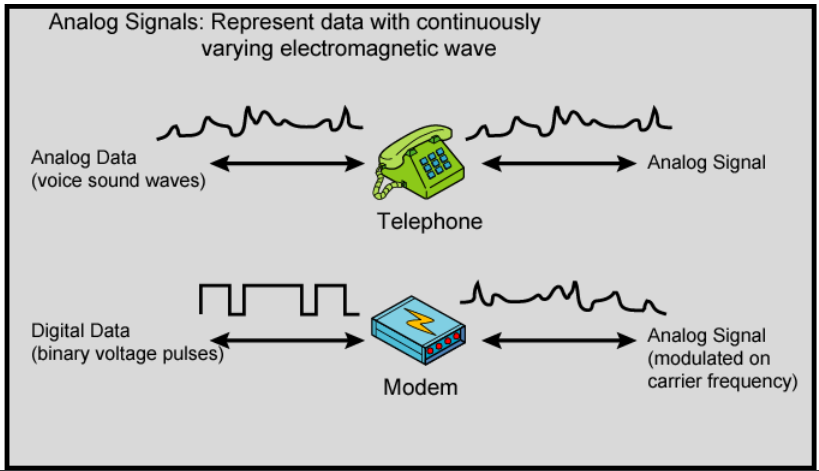 Analog Signals: Represent data with continuously
varying electromagnetic wave
Analog Data
(voice sound waves)
Analog Signal
Telephone
Digital Data
(binary voltage pulses)
Analog Signal
(modulated on
carrier frequency)
Modem